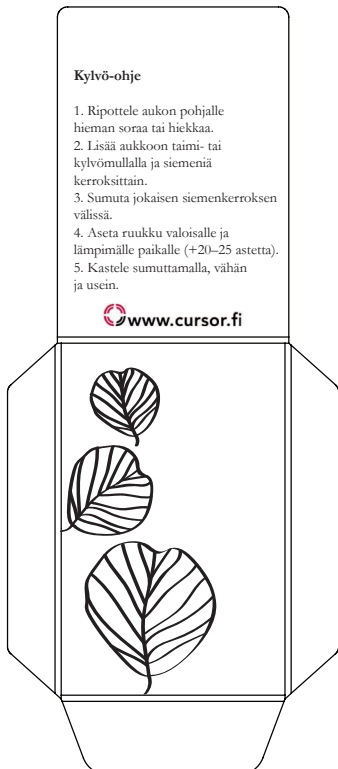 Kylvö-ohje
1. Ripottele aukon pohjalle
hieman soraa tai hiekkaa.
2. Lisää aukkoon taimi- tai
kylvömullalla ja siemeniä
kerroksittain.
3. Sumuta jokaisen siemenkerroksen
välissä.
4. Aseta ruukku valoisalle ja
lämpimälle paikalle (+20–25 astetta).
5. Kastele sumuttamalla, vähän
ja usein.
www.cursor.fi